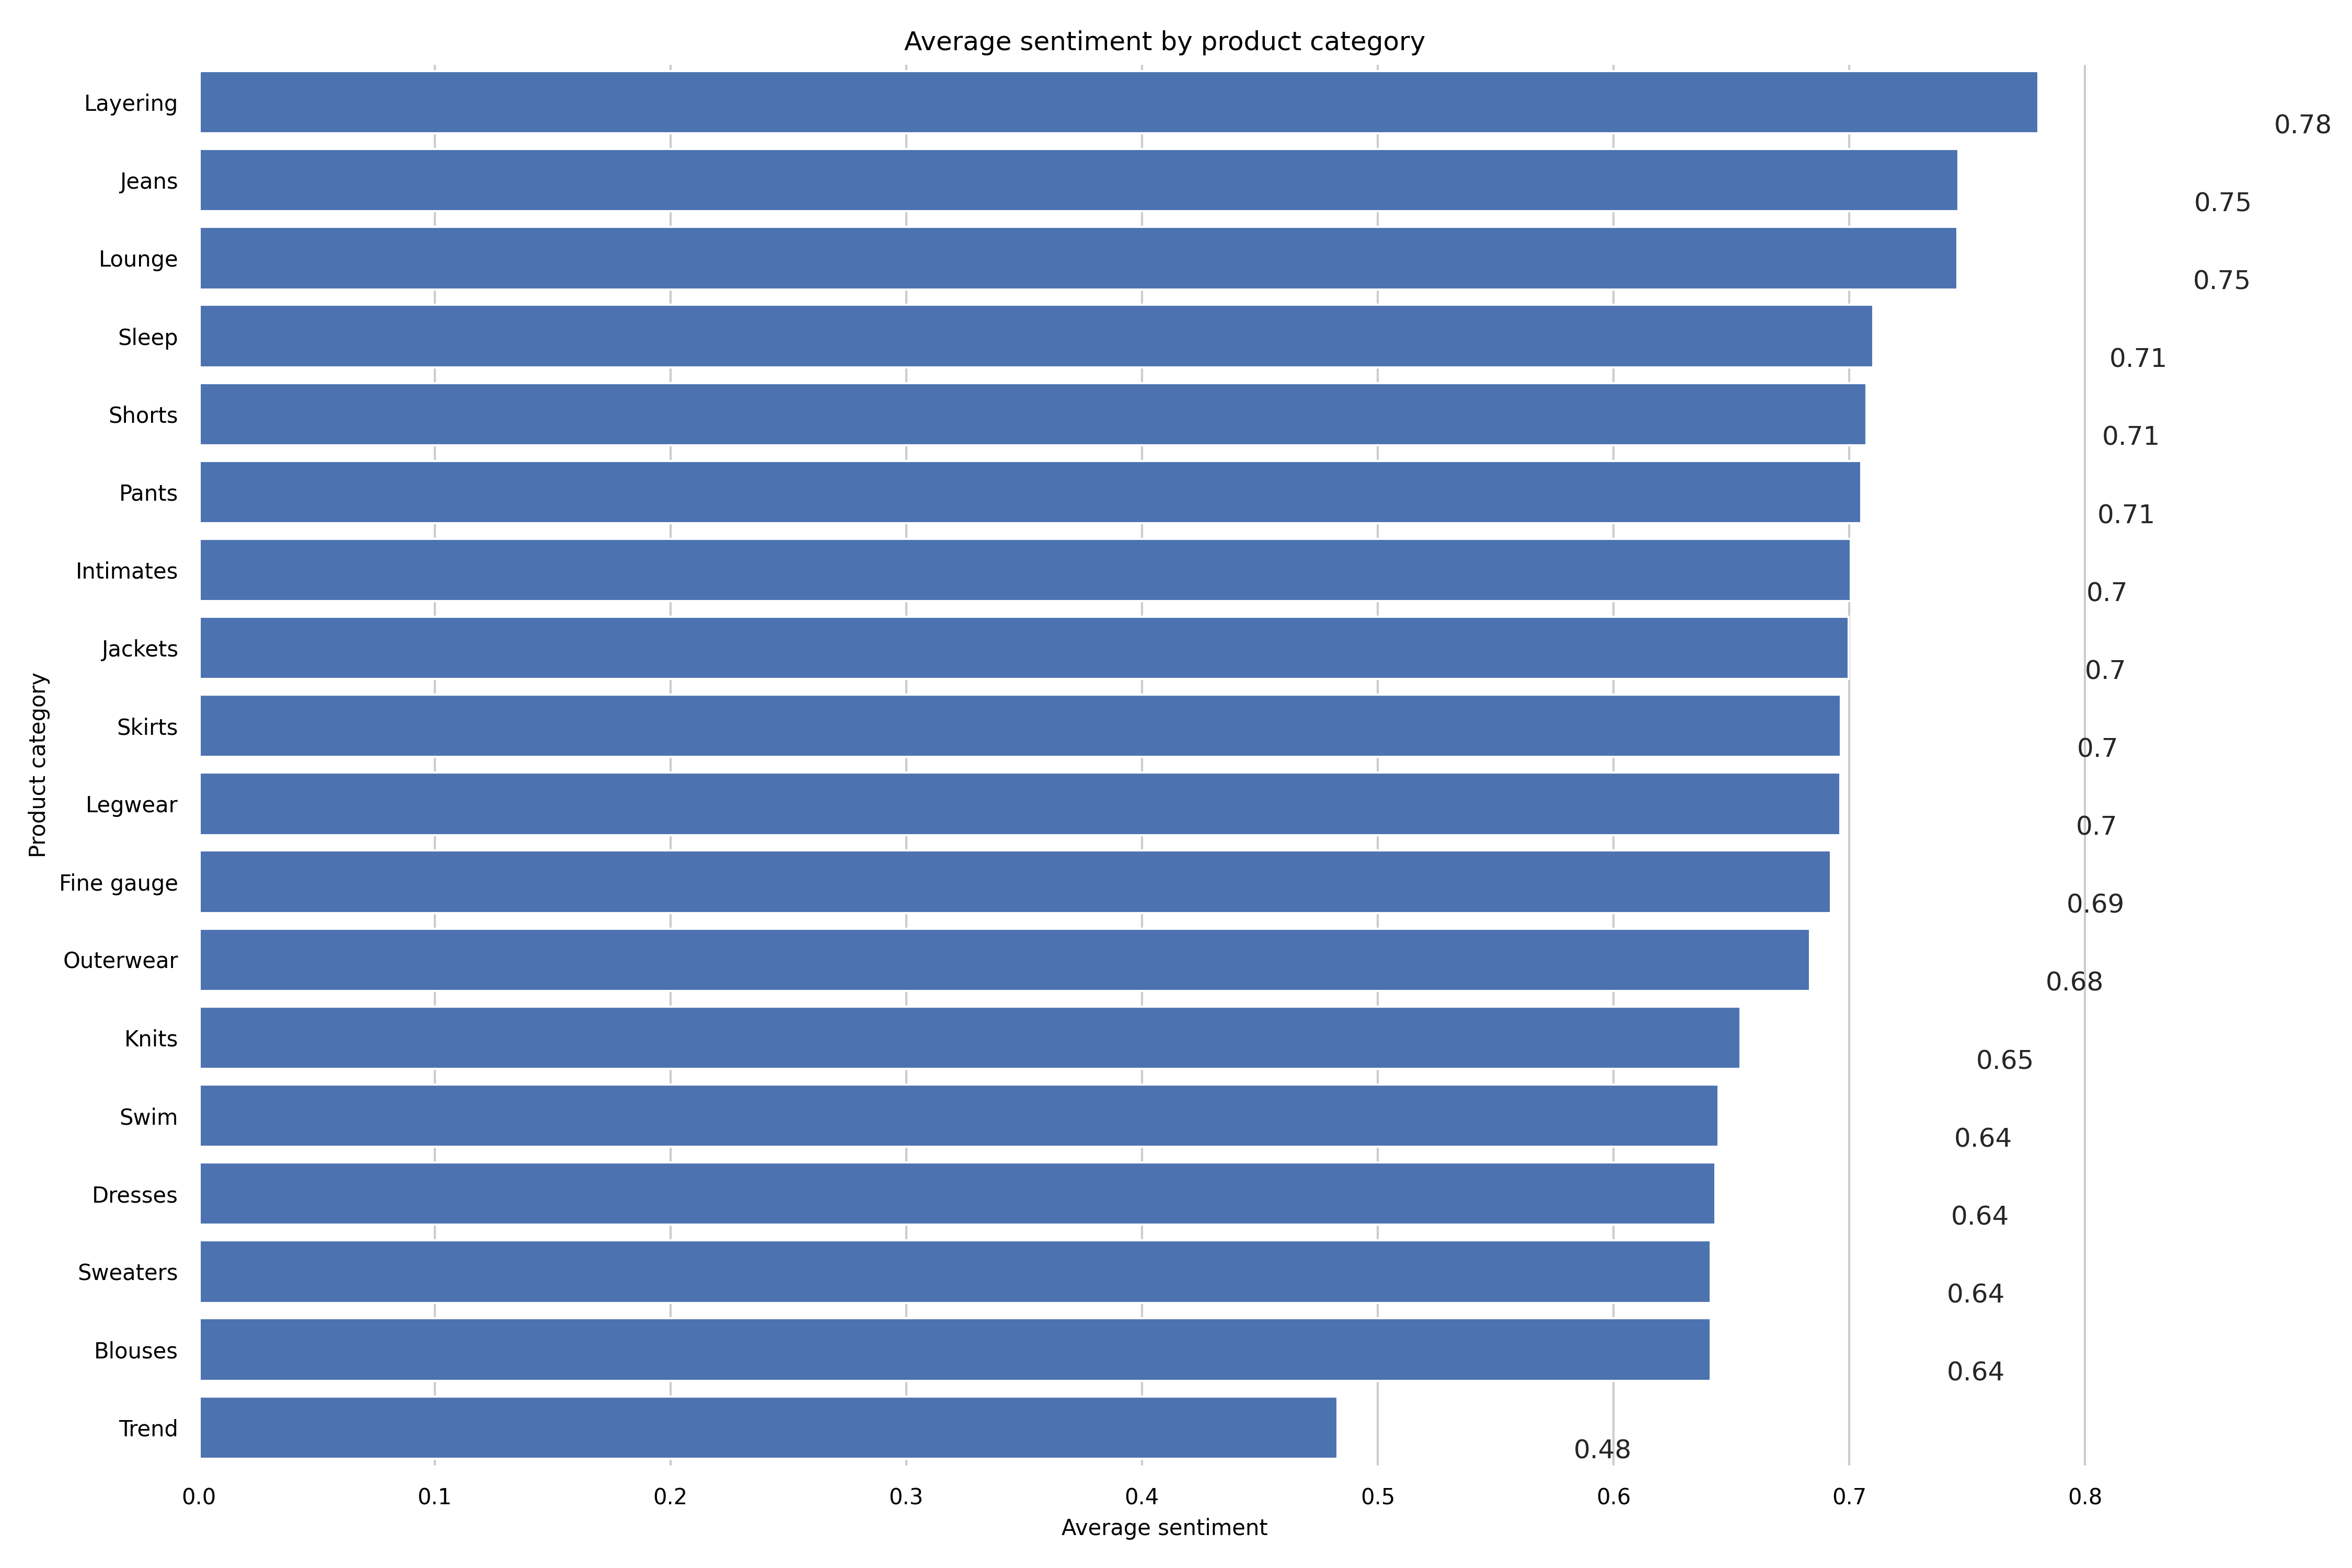 Average sentiment by product category
Product category
Layering 0.78
Jeans 0.75
Lounge 0.75
Sleep 0.71
Shorts 0.71
Pants 0.71
Intimates 0.7
Jackets 0.7
Skirts 0.7
Legwear 0.7
Fine gauge 0.69
Outerwear 0.68
Knits 0.65
Swim 0.64
Dresses 0.64
Sweaters 0.64
Blouses 0.64
Trend 0.48
0.0 0.1 0.2 0.3 0.4 0.5 0.6 0.7 0.8
Average sentiment